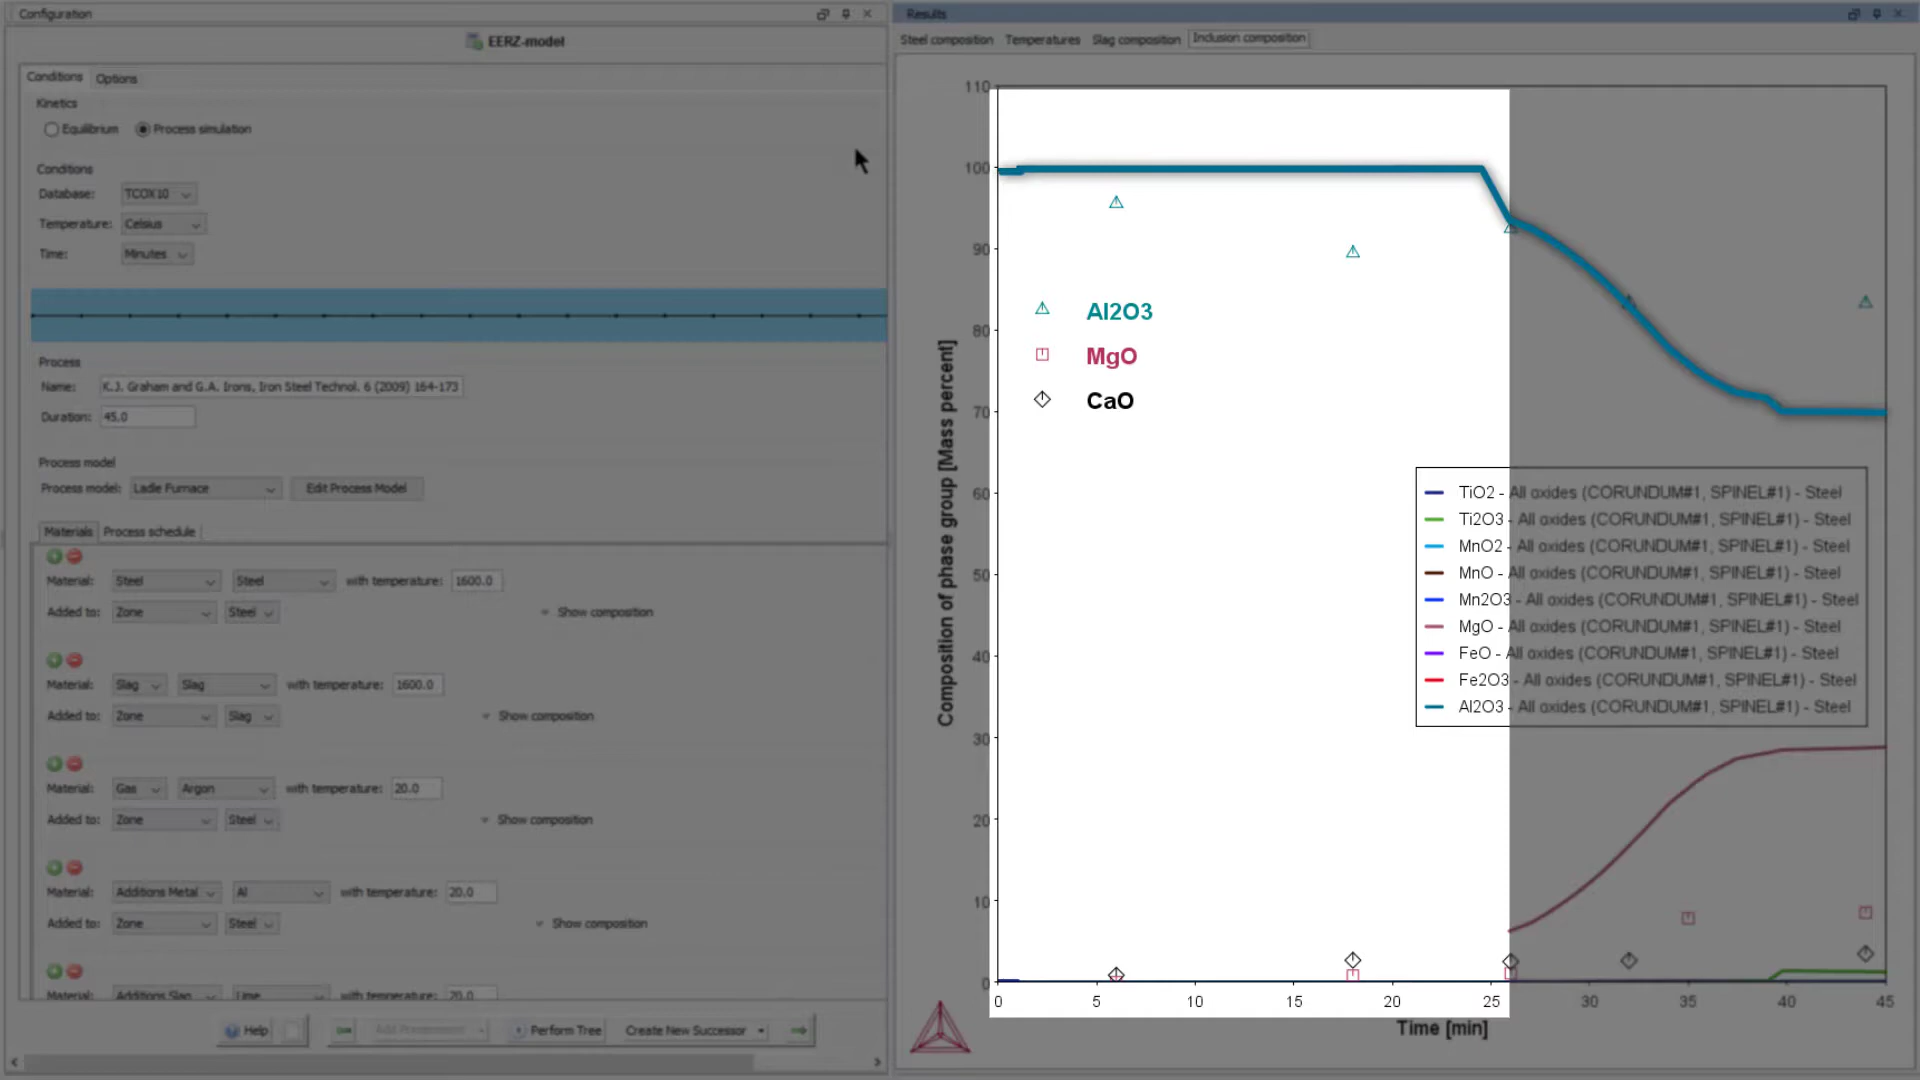 Configuration
EERZ-model
Conditions Options
Kinetics
Equilibrium Process simulation
Conditions
Database: TCOX10
Temperature: Celsius
Time: Minutes
Process
Name: K.J. Graham and G.A. Irons, Iron Steel Technol. 6 (2009) 164-173
Duration: 45.0
Process model
Process model: Ladle Furnace Edit Process Model
Materials Process schedule
Material: Steel Steel with temperature: 1600.0
Added to: Zone Steel Show composition
Material: Slag Slag with temperature: 1600.0
Added to: Zone Slag Show composition
Material: Gas Argon with temperature: 20.0
Added to: Zone Steel Show composition
Material: Additions Metal Al with temperature: 20.0
Added to: Zone Steel Show composition
Material: Additions Slag Lime with temperature: 20.0
Help Add Predecessor Perform Tree Create New Successor
Results
Steel composition Temperatures Slag composition Inclusion composition
Composition of phase group [Mass percent]
110
100
90
80
70
60
50
40
30
20
10
0
Al2O3
MgO
CaO
TiO2 - All oxides (CORUNDUM#1, SPINEL#1) - Steel
Ti2O3 - All oxides (CORUNDUM#1, SPINEL#1) - Steel
MnO2 - All oxides (CORUNDUM#1, SPINEL#1) - Steel
MnO - All oxides (CORUNDUM#1, SPINEL#1) - Steel
Mn2O3 - All oxides (CORUNDUM#1, SPINEL#1) - Steel
MgO - All oxides (CORUNDUM#1, SPINEL#1) - Steel
FeO - All oxides (CORUNDUM#1, SPINEL#1) - Steel
Fe2O3 - All oxides (CORUNDUM#1, SPINEL#1) - Steel
Al2O3 - All oxides (CORUNDUM#1, SPINEL#1) - Steel
0 5 10 15 20 25 30 35 40 45
Time [min]